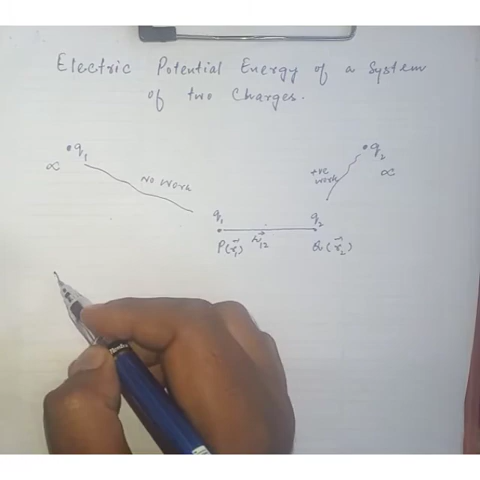 Electric Potential Energy of a System
of two Charges.
q₁
∝
No work
+ve
work
q₂
∝
q₁
q₂
P(r⃗₁)
r⃗₁₂
Q(r⃗₂)